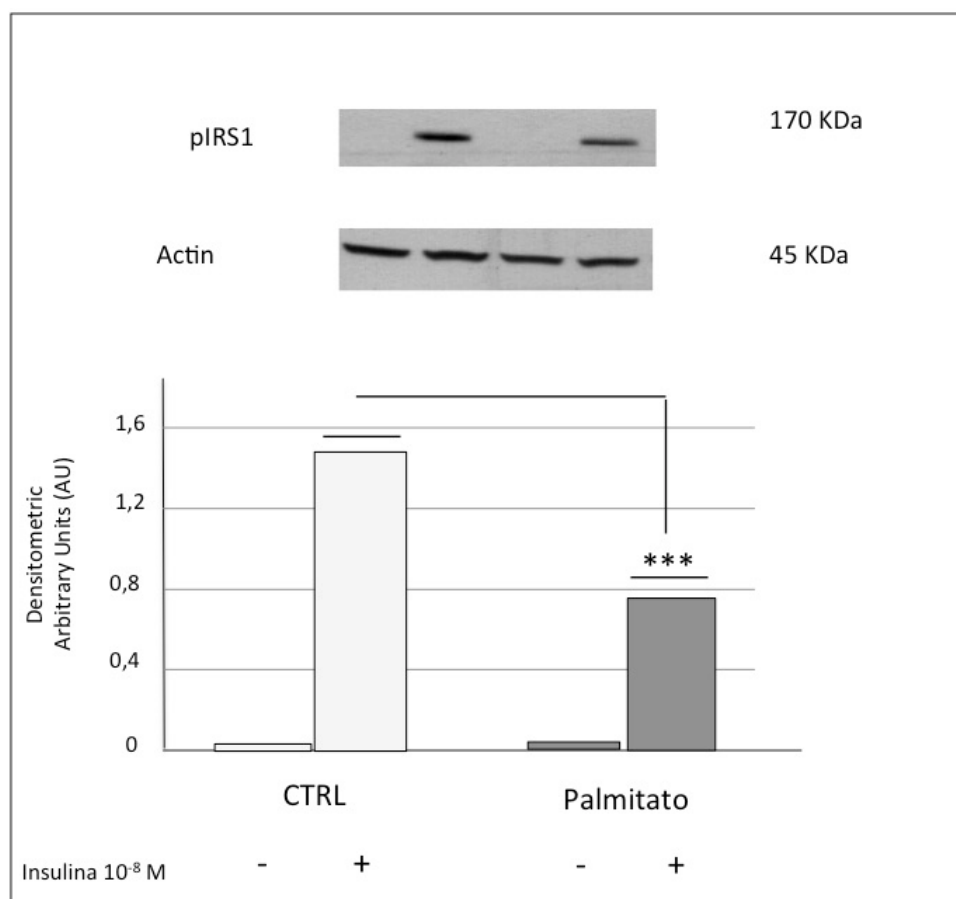 pIRS1
170 KDa
Actin
45 KDa
Densitometric
Arbitrary Units (AU)
1,6
1,2
0,8
0,4
0
***
CTRL
Palmitato
Insulina 10⁻⁸ M
- + - +